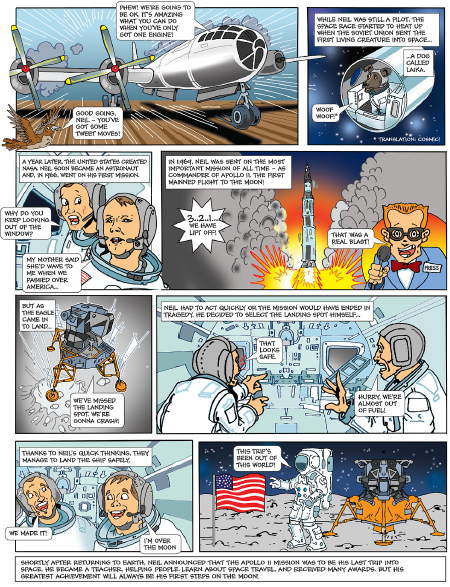 PHEW! WE'RE GOING TO
BE OK. IT'S AMAZING
WHAT YOU CAN DO
WHEN YOU'VE ONLY
GOT ONE ENGINE!
GOOD GOING,
NEIL – YOU'VE
GOT SOME
TWEET MOVES!
WHILE NEIL WAS STILL A PILOT, THE
SPACE RACE STARTED TO HEAT UP
WHEN THE SOVIET UNION SENT THE
FIRST LIVING CREATURE INTO SPACE...
...A DOG
CALLED
LAIKA.
WOOF
WOOF!*
*TRANSLATION: COSMIC!
A YEAR LATER, THE UNITED STATES CREATED
NASA. NEIL SOON BECAME AN ASTRONAUT
AND, IN 1966, WENT ON HIS FIRST MISSION.
WHY DO YOU
KEEP LOOKING
OUT OF THE
WINDOW?
MY MOTHER SAID
SHE'D WAVE TO
ME WHEN WE
PASSED OVER
AMERICA...
IN 1969, NEIL WAS SENT ON THE MOST
IMPORTANT MISSION OF ALL TIME – AS
COMMANDER OF APOLLO 11, THE FIRST
MANNED FLIGHT TO THE MOON!
3...2...1...
WE HAVE
LIFT OFF!
THAT WAS A
REAL BLAST!
PRESS
BUT AS
THE EAGLE
CAME IN
TO LAND...
WE'VE MISSED
THE LANDING
SPOT. WE'RE
GONNA CRASH!
NEIL HAD TO ACT QUICKLY OR THE MISSION WOULD HAVE ENDED IN
TRAGEDY. HE DECIDED TO SELECT THE LANDING SPOT HIMSELF...
THAT
LOOKS
SAFE.
HURRY, WE'RE
ALMOST OUT
OF FUEL!
THANKS TO NEIL'S QUICK THINKING, THEY
MANAGE TO LAND THE SHIP SAFELY.
WE MADE IT!
I'M OVER
THE MOON
THIS TRIP'S
BEEN OUT OF
THIS WORLD!
SHORTLY AFTER RETURNING TO EARTH, NEIL ANNOUNCED THAT THE APOLLO 11 MISSION WAS TO BE HIS LAST TRIP INTO
SPACE. HE BECAME A TEACHER, HELPING PEOPLE LEARN ABOUT SPACE TRAVEL, AND RECEIVED MANY AWARDS. BUT HIS
GREATEST ACHIEVEMENT WILL ALWAYS BE HIS FIRST STEPS ON THE MOON!